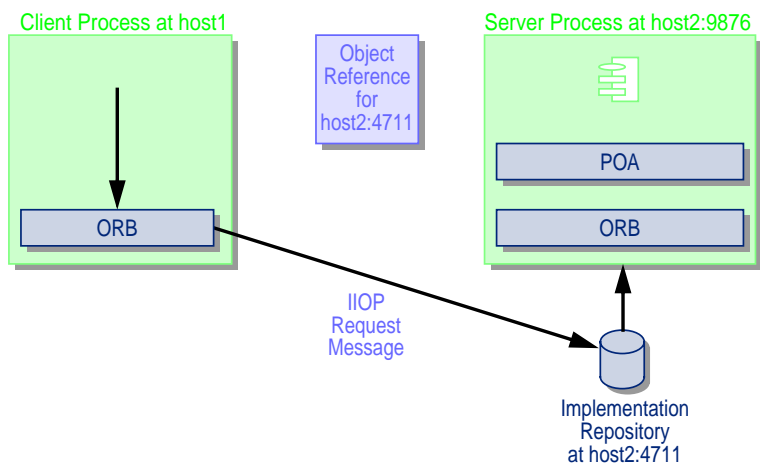 Client Process at host1
Server Process at host2:9876
Object
Reference
for
host2:4711
POA
ORB
ORB
IIOP
Request
Message
Implementation
Repository
at host2:4711